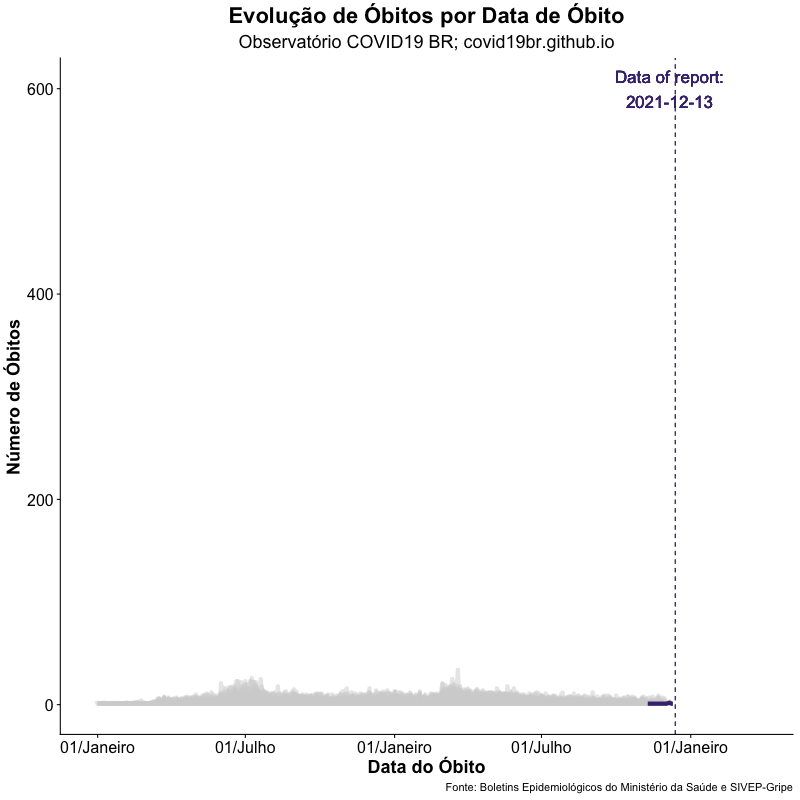 Evolução de Óbitos por Data de Óbito
Observatório COVID19 BR; covid19br.github.io
Data of report:
2021-12-13
600
400
200
0
Número de Óbitos
01/Janeiro
01/Julho
01/Janeiro
01/Julho
01/Janeiro
Data do Óbito
Fonte: Boletins Epidemiológicos do Ministério da Saúde e SIVEP-Gripe